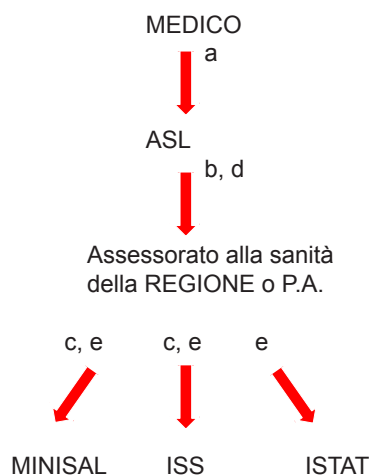 MEDICO
a
ASL
b, d
Assessorato alla sanità
della REGIONE o P.A.
c, e c, e e
MINISAL ISS ISTAT